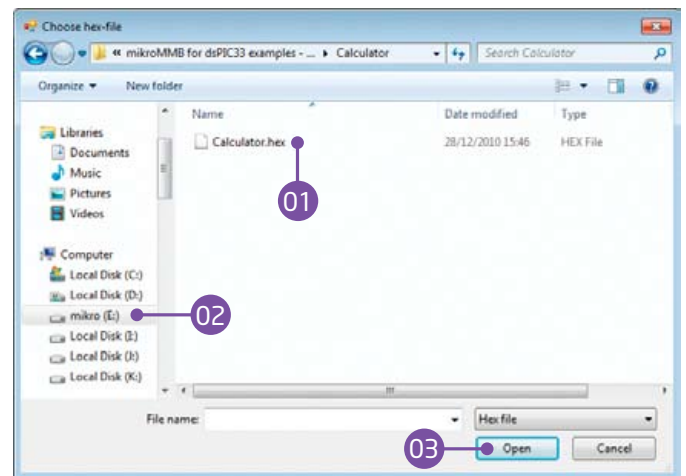 Choose hex-file
« mikroMMB for dsPIC33 examples - ... Calculator
Search Calculator
Organize
New folder
Name
Date modified
Type
Libraries
Documents
Music
Pictures
Videos
Computer
Local Disk (C:)
Local Disk (D:)
mikro (E:)
Local Disk (I:)
Local Disk (J:)
Local Disk (K:)
Calculator.hex
28/12/2010 15:46
HEX File
01
02
File name:
Hex file
03
Open
Cancel